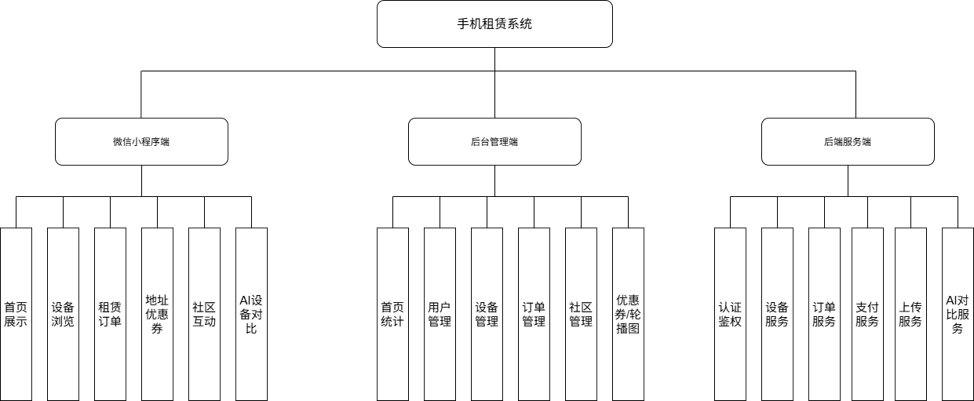 手机租赁系统
微信小程序端
后台管理端
后端服务端
首页
展示
设备
浏览
租赁
订单
地址
优惠
券
社区
互动
AI设
备对
比
首页
统计
用户
管理
设备
管理
订单
管理
社区
管理
优惠
券/轮
播图
认证
鉴权
设备
服务
订单
服务
支付
服务
上传
服务
AI对
比服
务